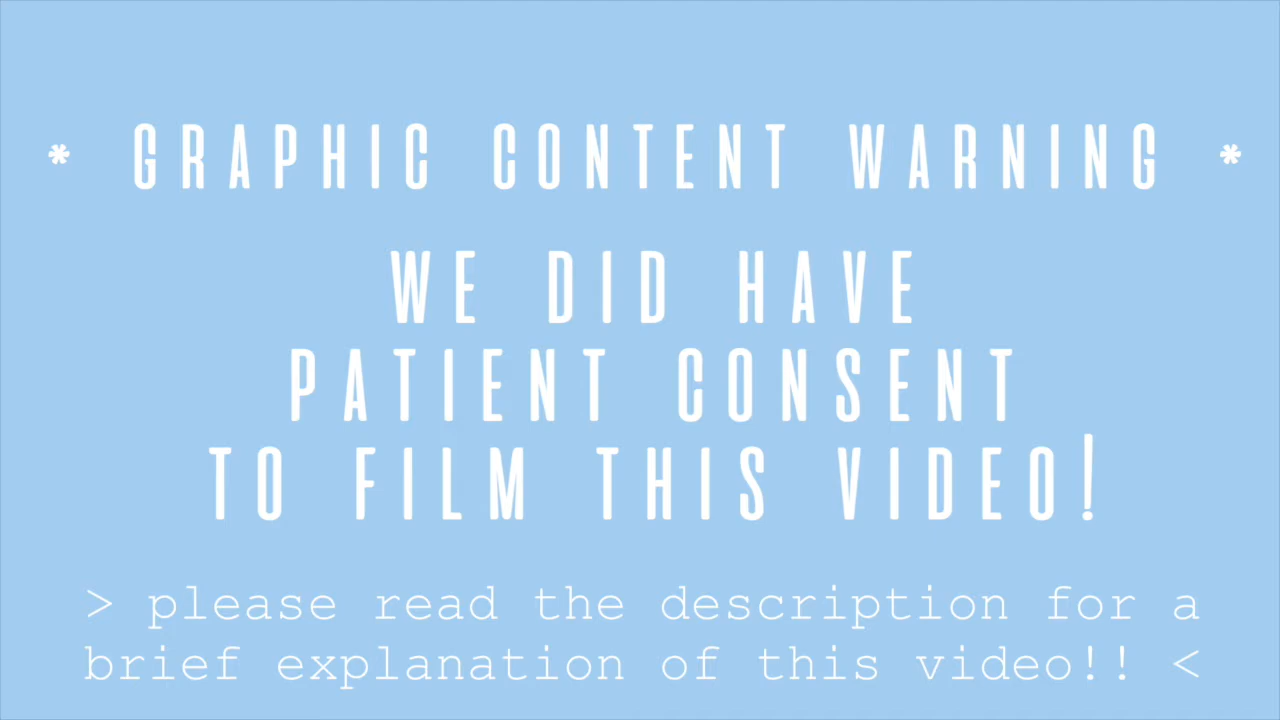 * GRAPHIC CONTENT WARNING *
WE DID HAVE
PATIENT CONSENT
TO FILM THIS VIDEO!
> please read the description for a
brief explanation of this video!! <